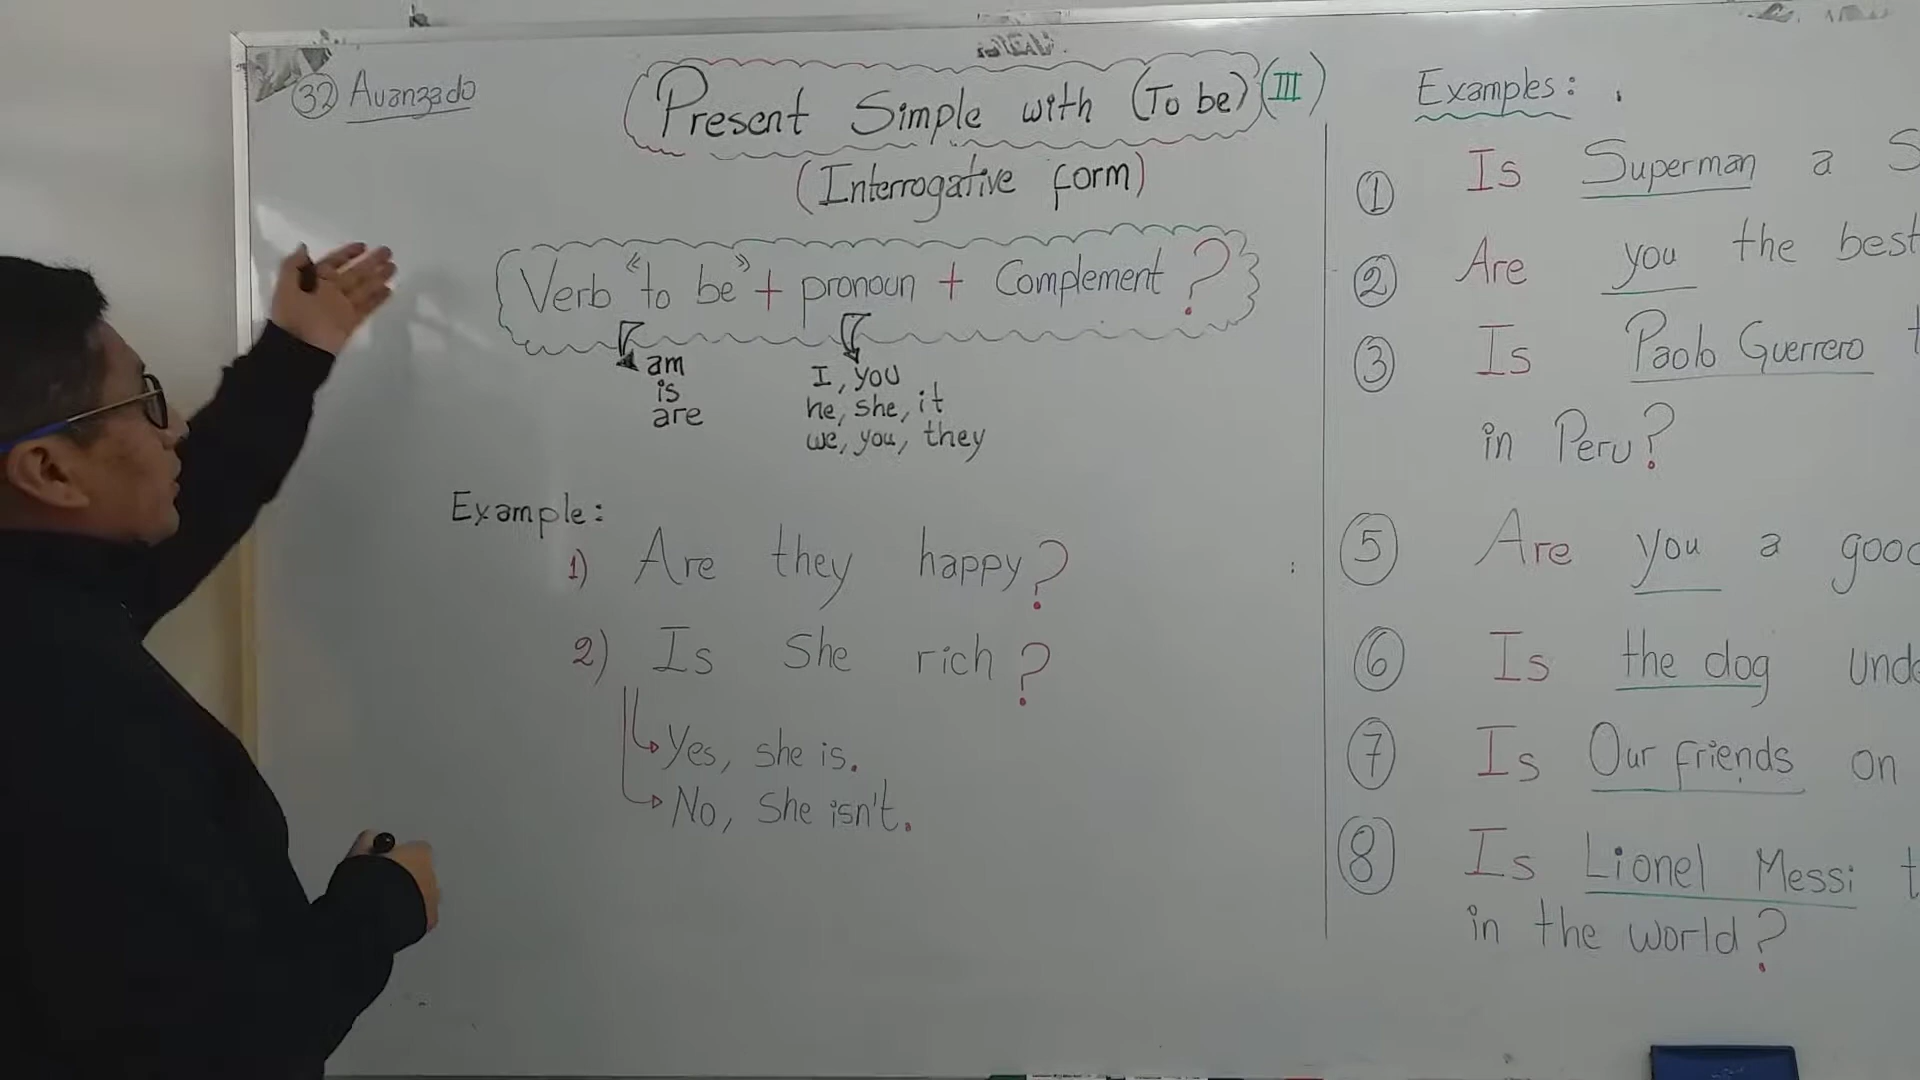 32 Avanzado
Present Simple with (To be) (III)
(Interrogative form)
Verb "to be" + pronoun + Complement ?
am
is
are
I, you
he, she, it
we, you, they
Example:
1) Are they happy?
2) Is She rich?
Yes, she is.
No, She isn't.
Examples:
1 Is Superman a S
2 Are you the best
3 Is Paolo Guerrero t
in Peru?
5 Are you a good
6 Is the dog unde
7 Is Our friends on
8 Is Lionel Messi t
in the world?